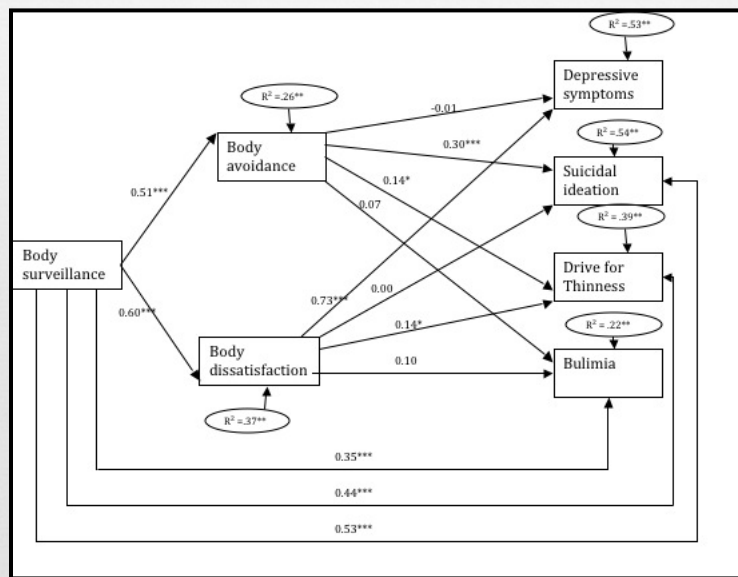 R² =.53**
Depressive
symptoms
R² =.26**
-0.01
Body
avoidance
0.30***
R² =.54**
Suicidal
ideation
0.51***
0.14*
0.07
R² =.39**
Body
surveillance
Drive for
Thinness
0.00
0.73***
0.60***
0.14*
R² =.22**
Body
dissatisfaction
0.10
Bulimia
R² =.37**
0.35***
0.44***
0.53***